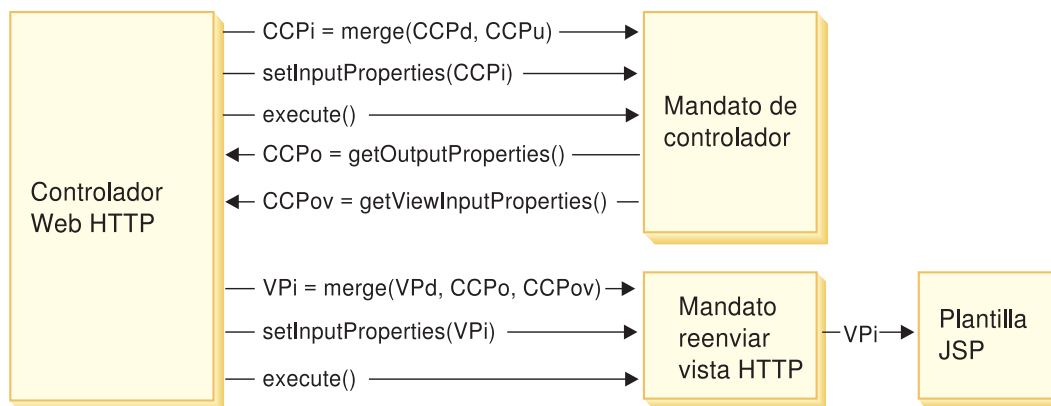 CCPi = merge(CCPd, CCPu)
setInputProperties(CCPi)
execute()
CCPo = getOutputProperties()
CCPov = getViewInputProperties()
Mandato de
controlador
Controlador
Web HTTP
VPi = merge(VPd, CCPo, CCPov)
setInputProperties(VPi)
execute()
Mandato
reenviar
vista HTTP
VPi
Plantilla
JSP